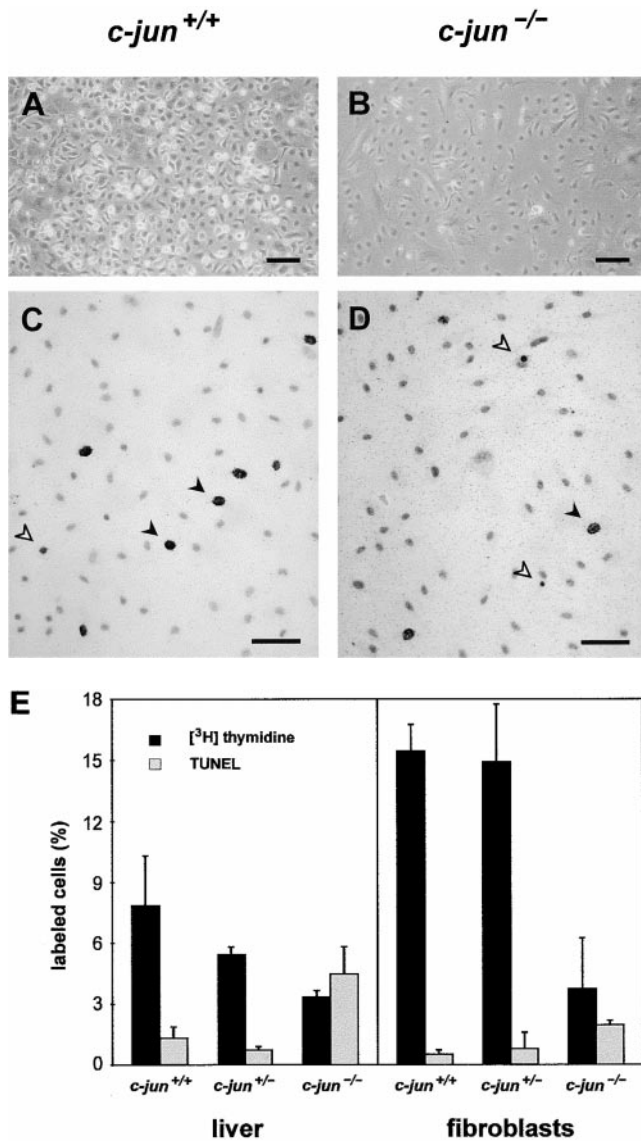 c-jun +/+ c-jun −/−
A B
C D
E
18
15
12
9
6
3
0
labeled cells (%)
[3H] thymidine
TUNEL
c-jun +/+ c-jun +/- c-jun −/− c-jun +/+ c-jun +/- c-jun −/−
liver fibroblasts